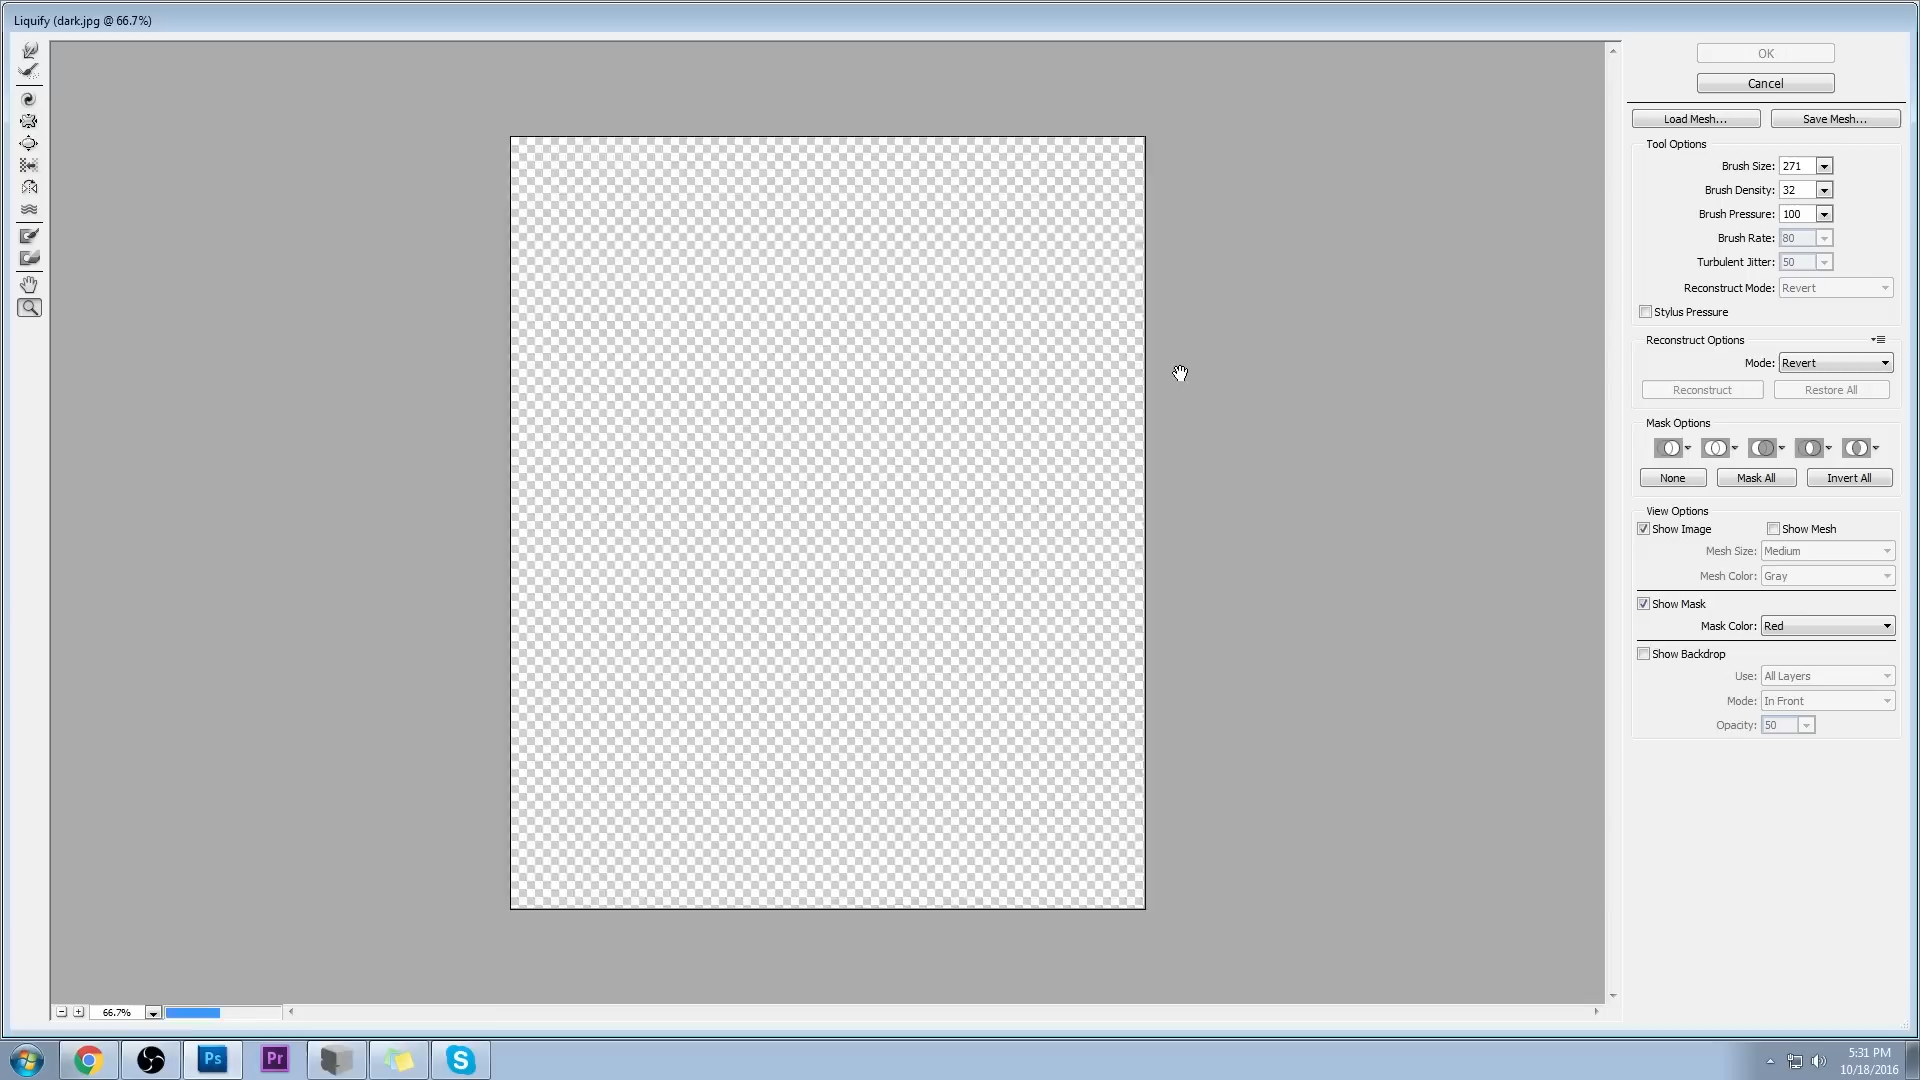 Liquify (dark.jpg @ 66.7%)
OK
Cancel
Load Mesh...
Save Mesh...
Tool Options
Brush Size: 271
Brush Density: 32
Brush Pressure: 100
Brush Rate: 80
Turbulent Jitter: 50
Reconstruct Mode: Revert
Stylus Pressure
Reconstruct Options
Mode: Revert
Reconstruct
Restore All
Mask Options
None
Mask All
Invert All
View Options
Show Image
Show Mesh
Mesh Size: Medium
Mesh Color: Gray
Show Mask
Mask Color: Red
Show Backdrop
Use: All Layers
Mode: In Front
Opacity: 50
66.7%
Ps
Pr
S
5:31 PM
10/18/2016